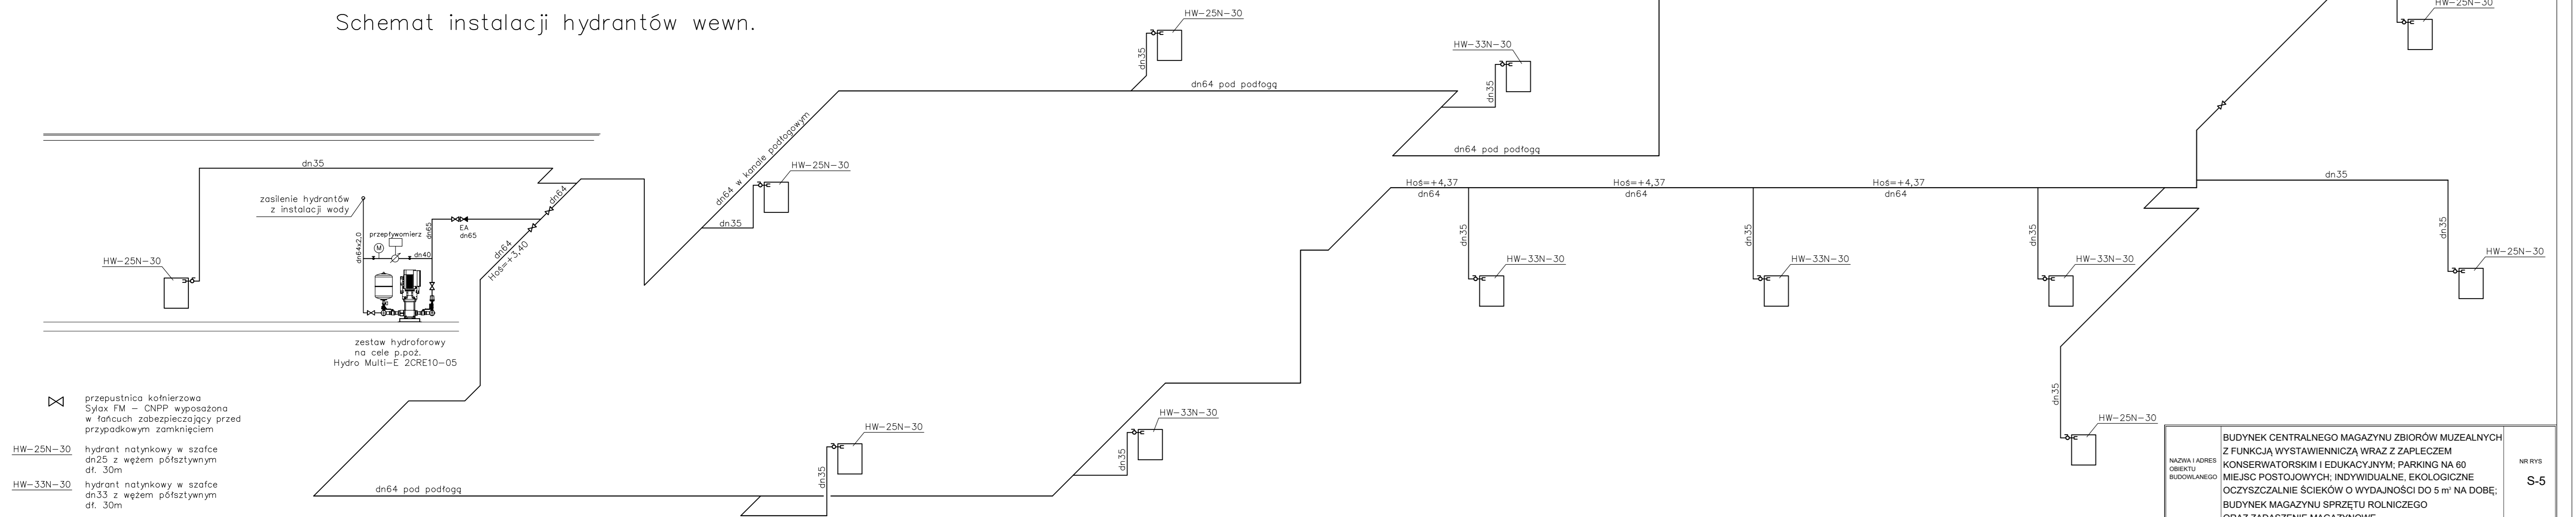 Schemat instalacji hydrantów wewn.
HW-25N-30
dn35
HW-33N-30
dn35
dn64 pod podłogą
dn64 pod podłogą
HW-25N-30
dn64 w kanale podłogowym
HW-25N-30
dn35
dn35
dn64
zasilenie hydrantów
z instalacji wody
dn64x2,0
przepływomierz
M
dn40
dn65
EA
dn65
dn64
Hoś=+3,40
HW-25N-30
zestaw hydroforowy
na cele p.poż.
Hydro Multi-E 2CRE10-05
Hoś=+4,37
dn64
Hoś=+4,37
dn64
Hoś=+4,37
dn64
dn35
dn35
HW-33N-30
dn35
HW-33N-30
dn35
HW-33N-30
dn35
HW-25N-30
dn35
HW-25N-30
HW-33N-30
dn35
HW-25N-30
dn35
dn64 pod podłogą
przepustnica kołnierzowa
Sylax FM - CNPP wyposażona
w łańcuch zabezpieczający przed
przypadkowym zamknięciem
HW-25N-30 hydrant natynkowy w szafce
dn25 z wężem półsztywnym
dł. 30m
HW-33N-30 hydrant natynkowy w szafce
dn33 z wężem półsztywnym
dł. 30m
NAZWA I ADRES
OBIEKTU
BUDOWLANEGO
BUDYNEK CENTRALNEGO MAGAZYNU ZBIORÓW MUZEALNYCH
Z FUNKCJĄ WYSTAWIENNICZĄ WRAZ Z ZAPLECZEM
KONSERWATORSKIM I EDUKACYJNYM; PARKING NA 60
MIEJSC POSTOJOWYCH; INDYWIDUALNE, EKOLOGICZNE
OCZYSZCZALNIE ŚCIEKÓW O WYDAJNOŚCI DO 5 m³ NA DOBĘ;
BUDYNEK MAGAZYNU SPRZĘTU ROLNICZEGO
ORAZ ZADASZENIE MAGAZYNOWE
NR RYS
S-5